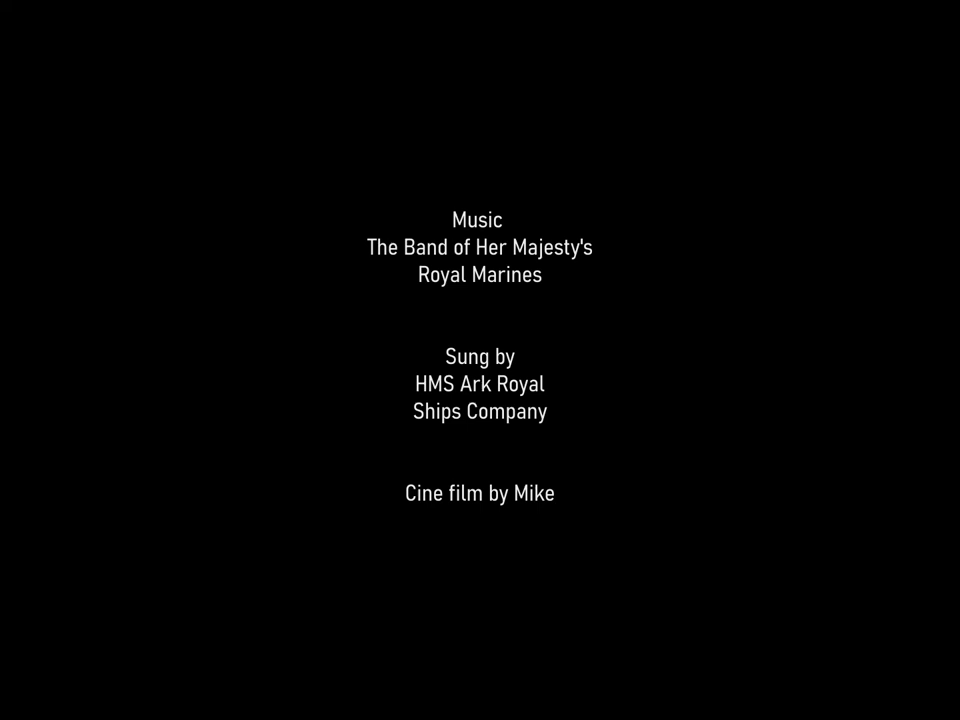 Music
The Band of Her Majesty's
Royal Marines
Sung by
HMS Ark Royal
Ships Company
Cine film by Mike